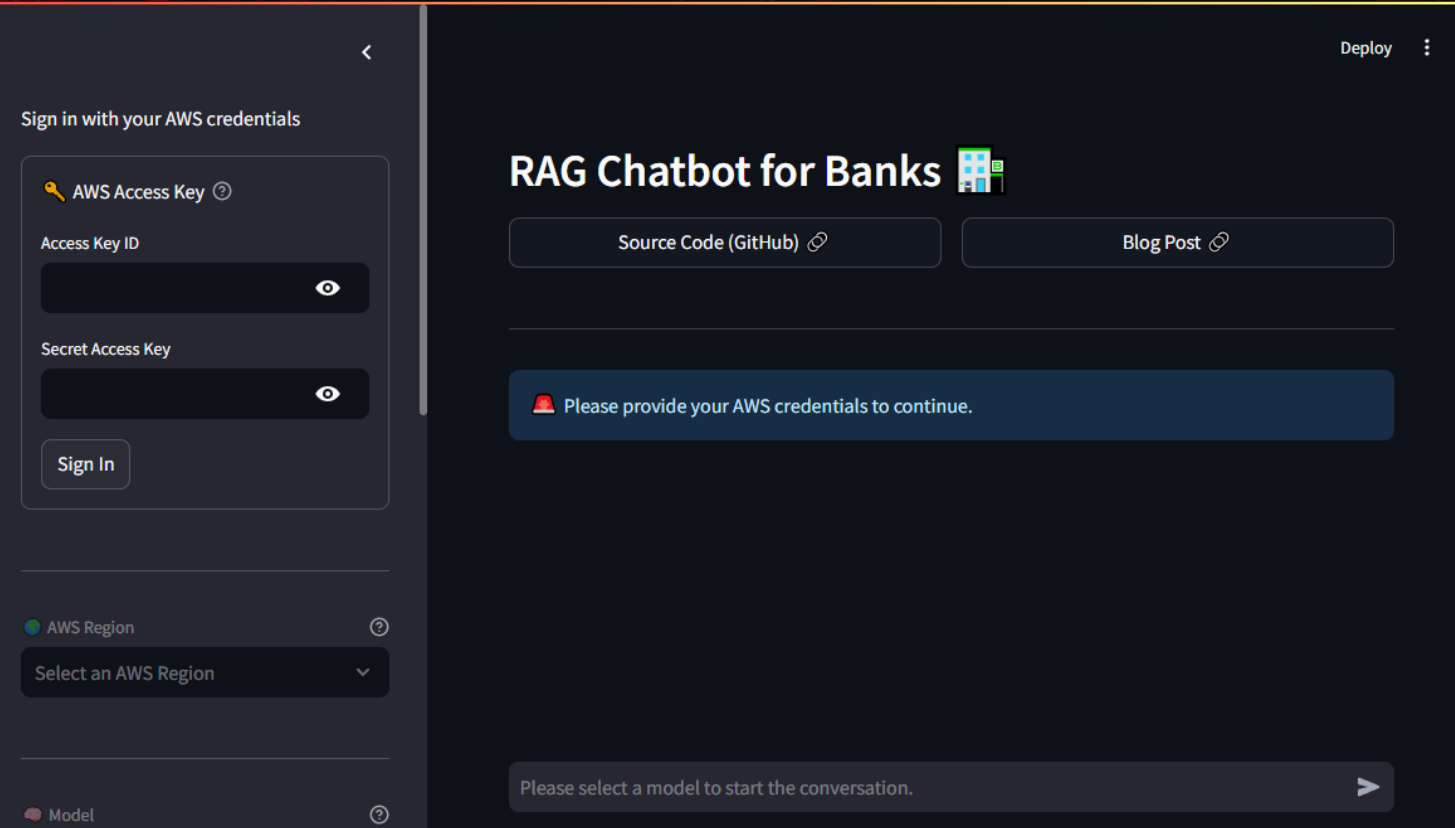 Deploy
Sign in with your AWS credentials
AWS Access Key
Access Key ID
Secret Access Key
Sign In
AWS Region
Select an AWS Region
Model
RAG Chatbot for Banks
Source Code (GitHub)
Blog Post
Please provide your AWS credentials to continue.
Please select a model to start the conversation.